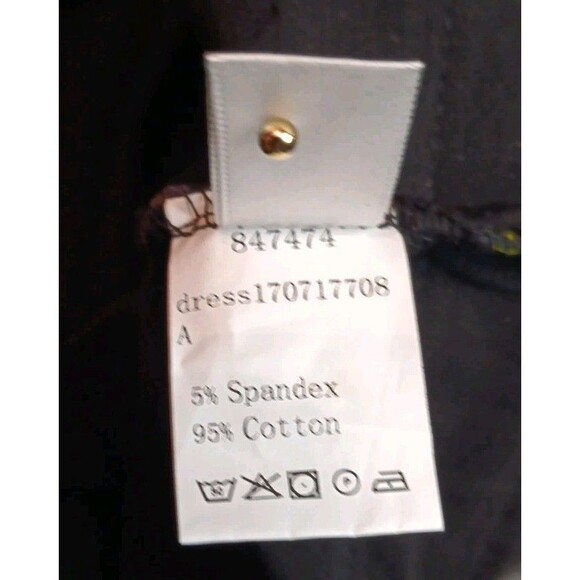 847474
dress170717708
A
5% Spandex
95% Cotton